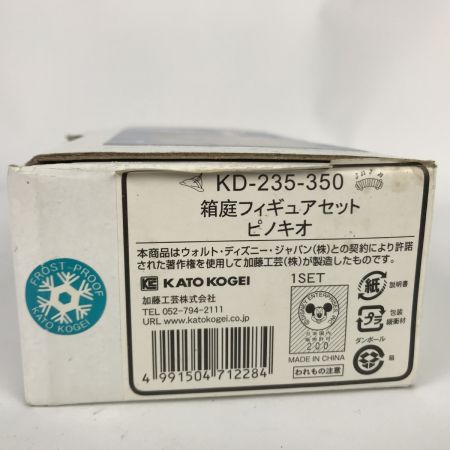 KD-235-350
箱庭フィギュアセット
ピノキオ
本商品はウォルト・ディズニー・ジャパン(株)との契約により許諾
された著作権を使用して加藤工芸(株)が製造したものです。
KATO KOGEI
加藤工芸株式会社
TEL 052-794-2111
URL www.katokogei.co.jp
4 991504 712284
1SET
200
MADE IN CHINA
われもの注意
紙
説明書
プラ
包装
緩衝材
ダンボール
箱
FROST-PROOF
KATO KOGEI